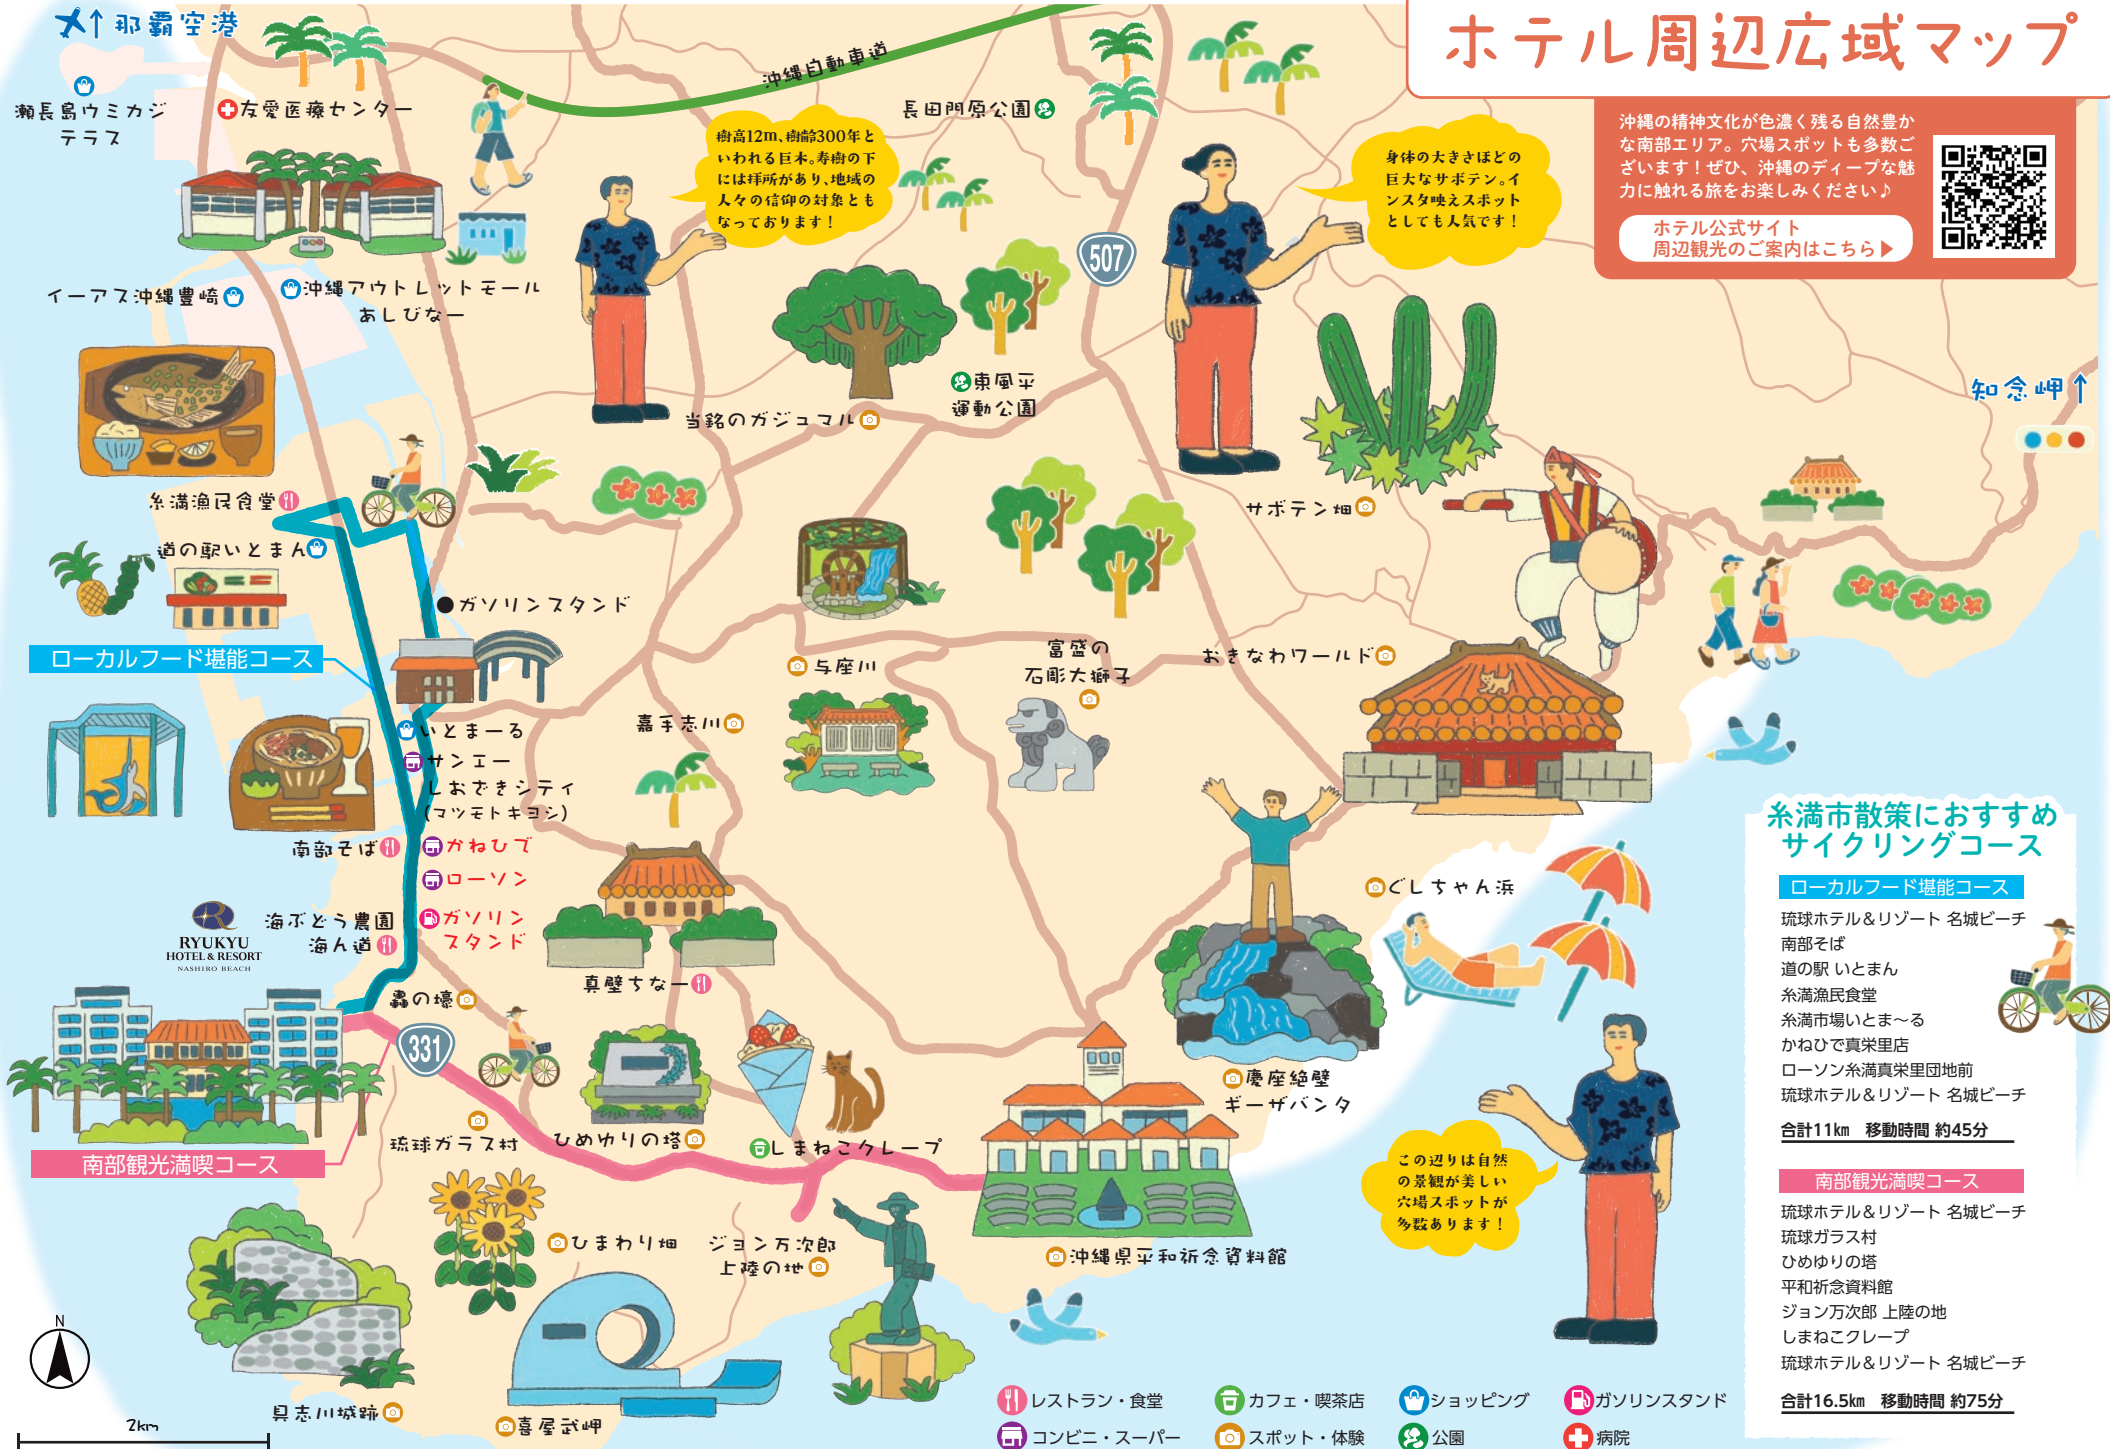 那覇空港
ホテル周辺広域マップ
沖縄の精神文化が色濃く残る自然豊か
な南部エリア。穴場スポットも多数ご
ざいます！ぜひ、沖縄のディープな魅
力に触れる旅をお楽しみください♪
ホテル公式サイト
周辺観光のご案内はこちら▶
瀬長島ウミカジ
テラス
友愛医療センター
沖縄自動車道
長田門原公園
樹高12m、樹齢300年と
いわれる巨木。寿樹の下
には拝所があり、地域の
人々の信仰の対象とも
なっております！
身体の大きさほどの
巨大なサボテン。イ
ンスタ映えスポット
としても人気です！
507
イーアス沖縄豊崎
沖縄アウトレットモール
あしびなー
東風平
運動公園
当銘のガジュマル
知念岬↑
サボテン畑
糸満漁民食堂
道の駅いとまん
ガソリンスタンド
ローカルフード堪能コース
与座川
富盛の
石彫大獅子
おきなわワールド
嘉手志川
いとまーる
サンエー
しおざきシティ
(マツモトキヨシ)
南部そば
かねひで
ローソン
ガソリン
スタンド
海ぶどう農園
海ん道
RYUKYU
HOTEL & RESORT
NASHIRO BEACH
真壁ちなー
轟の壕
331
ぐしちゃん浜
慶座絶壁
ギーザバンタ
琉球ガラス村
ひめゆりの塔
しまねこクレープ
南部観光満喫コース
ひまわり畑
ジョン万次郎
上陸の地
沖縄県平和祈念資料館
この辺りは自然
の景観が美しい
穴場スポットが
多数あります！
具志川城跡
喜屋武岬
N
2km
糸満市散策におすすめ
サイクリングコース
ローカルフード堪能コース
琉球ホテル＆リゾート 名城ビーチ
南部そば
道の駅 いとまん
糸満漁民食堂
糸満市場いとま〜る
かねひで真栄里店
ローソン糸満真栄里団地前
琉球ホテル＆リゾート 名城ビーチ
合計11㎞ 移動時間 約45分
南部観光満喫コース
琉球ホテル＆リゾート 名城ビーチ
琉球ガラス村
ひめゆりの塔
平和祈念資料館
ジョン万次郎 上陸の地
しまねこクレープ
琉球ホテル＆リゾート 名城ビーチ
合計16.5㎞ 移動時間 約75分
レストラン・食堂
カフェ・喫茶店
ショッピング
ガソリンスタンド
コンビニ・スーパー
スポット・体験
公園
病院